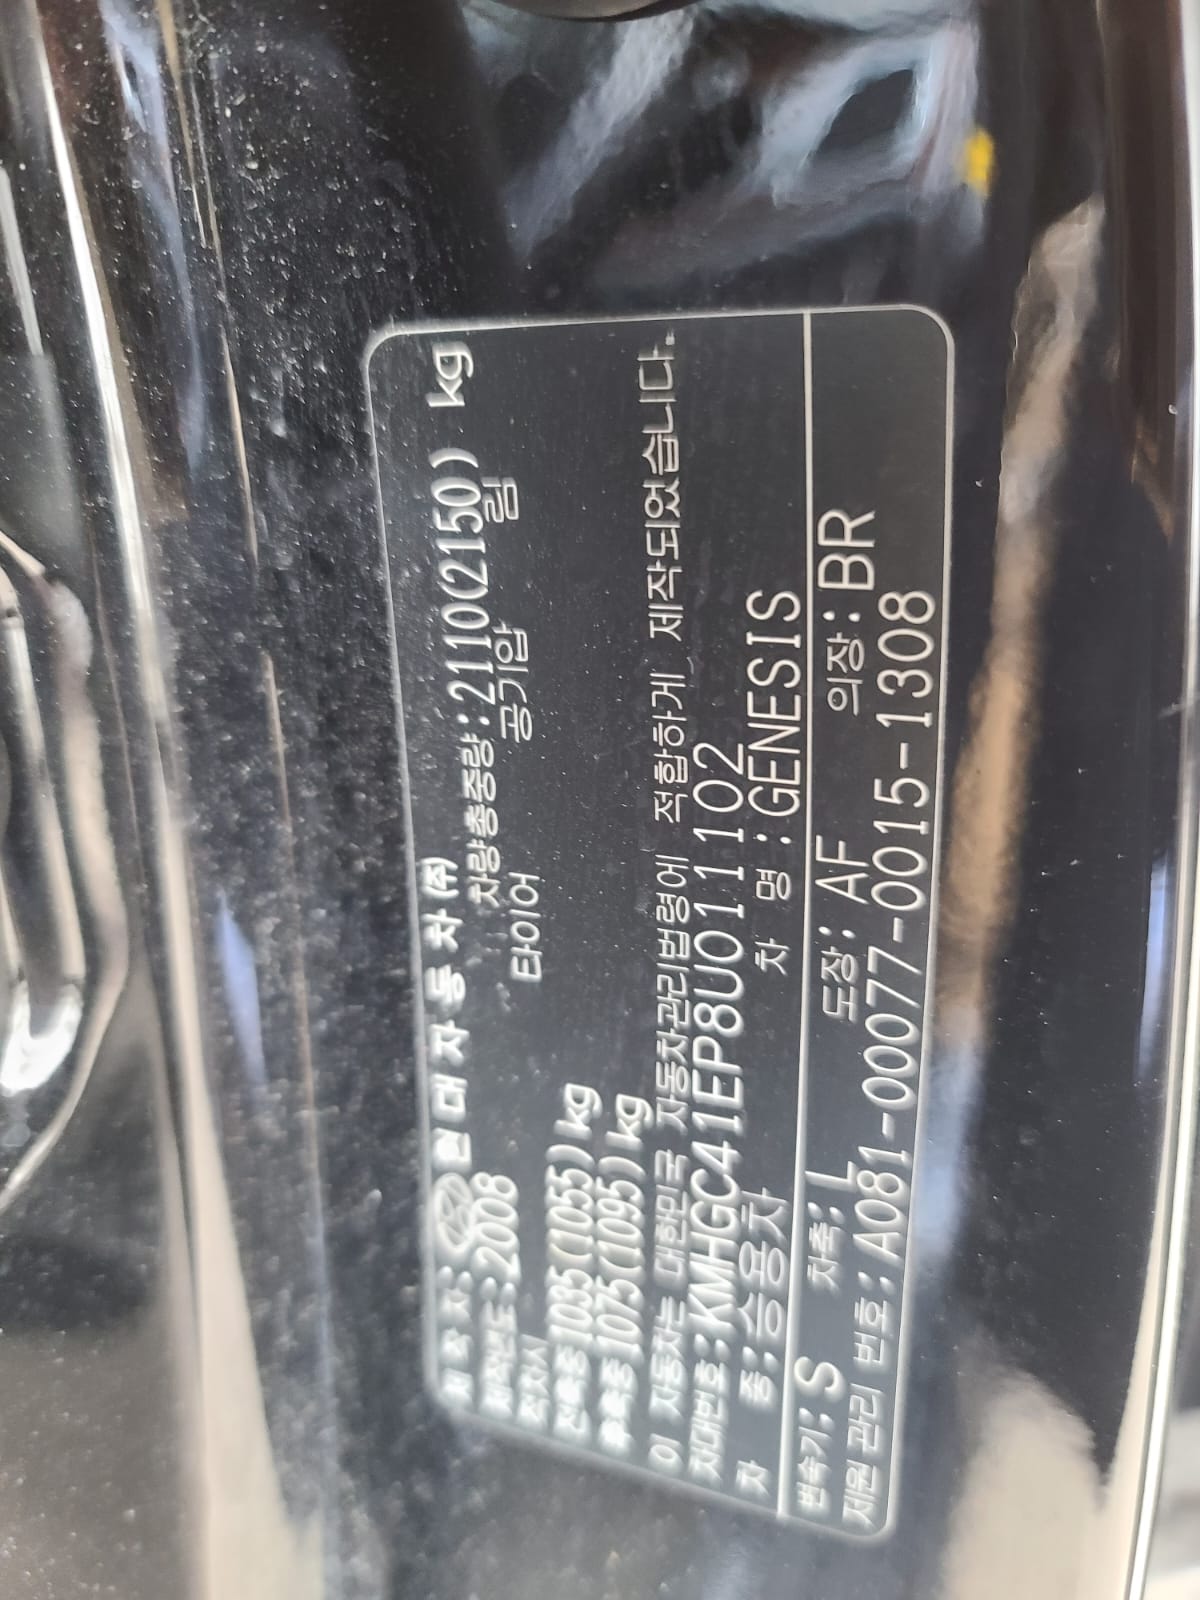 제 작 자: 현 대 자 동 차 (주)
제작년도:2008 차량총중량:2110(2150) kg
적차시 타이어 공기압 림
전축중 1035(1055)kg
후축중 1075(1095)kg
이 자동차는 대한민국 자동차관리법령에 적합하게 제작되었습니다.
차대번호:KMHGC41EP8U011102
차 종:승용차 차 명:GENESIS
변속기:S 차축:L 도장:AF 의장:BR
제원 관리 번호:A081-00077-0015-1308